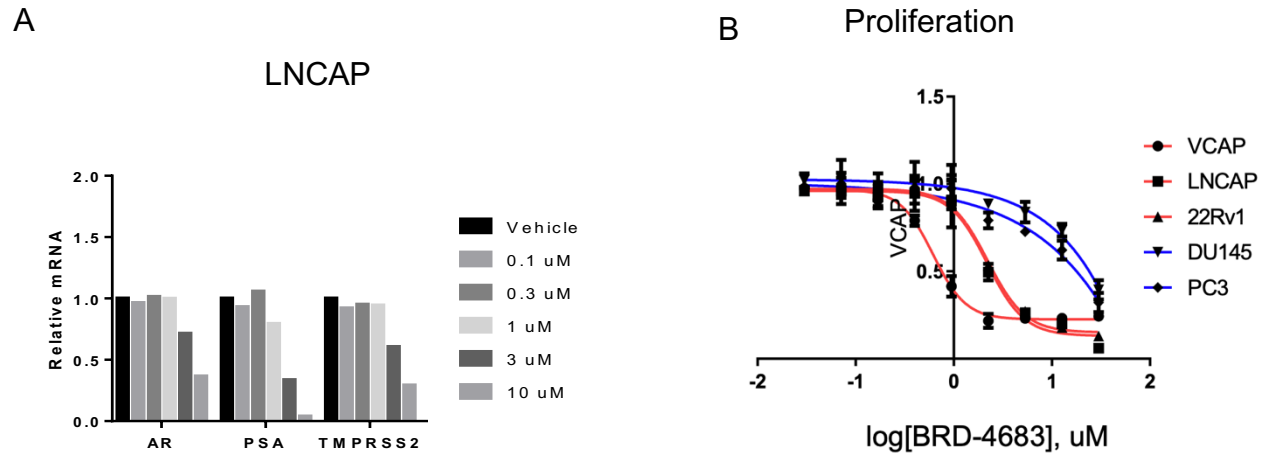 A
LNCAP
2.0
1.5
1.0
0.5
0.0
Relative mRNA
AR
PSA
TMPRSS2
Vehicle
0.1 uM
0.3 uM
1 uM
3 uM
10 uM
B
Proliferation
1.5
1.0
0.5
VCAP
-2
-1
0
1
2
log[BRD-4683], uM
VCAP
LNCAP
22Rv1
DU145
PC3